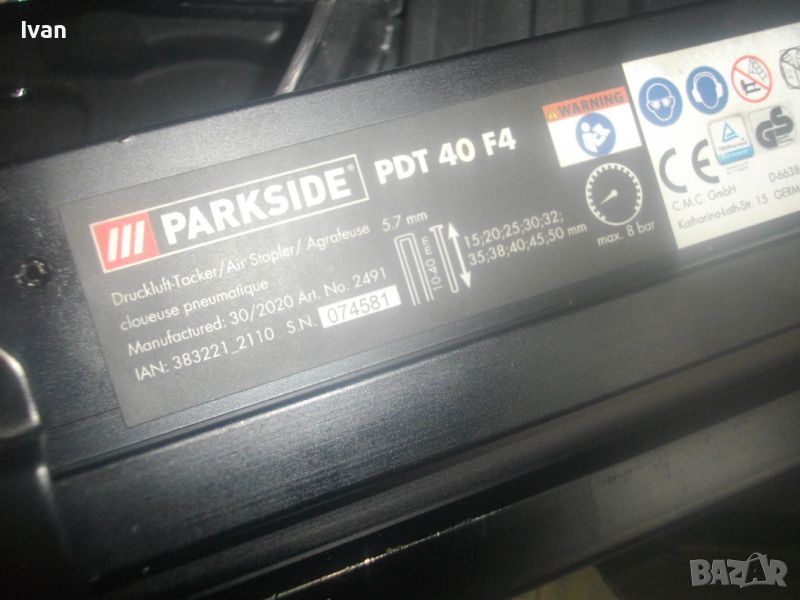 Ivan
PARKSIDE® PDT 40 F4
Druckluft-Tacker/Air Stapler/ Agrafeuse
cloueuse pneumatique
Manufactured: 30/2020 Art. No. 2491
IAN: 383221_2110 S.N. 074581
5.7 mm
10-40 mm
15;20;25;30;32;
35;38;40;45,50 mm
max. 8 bar
WARNING
CE
GS
C.M.C. GmbH
Katharina-Loth-Str. 15
D-6638
GERM
BAZAR